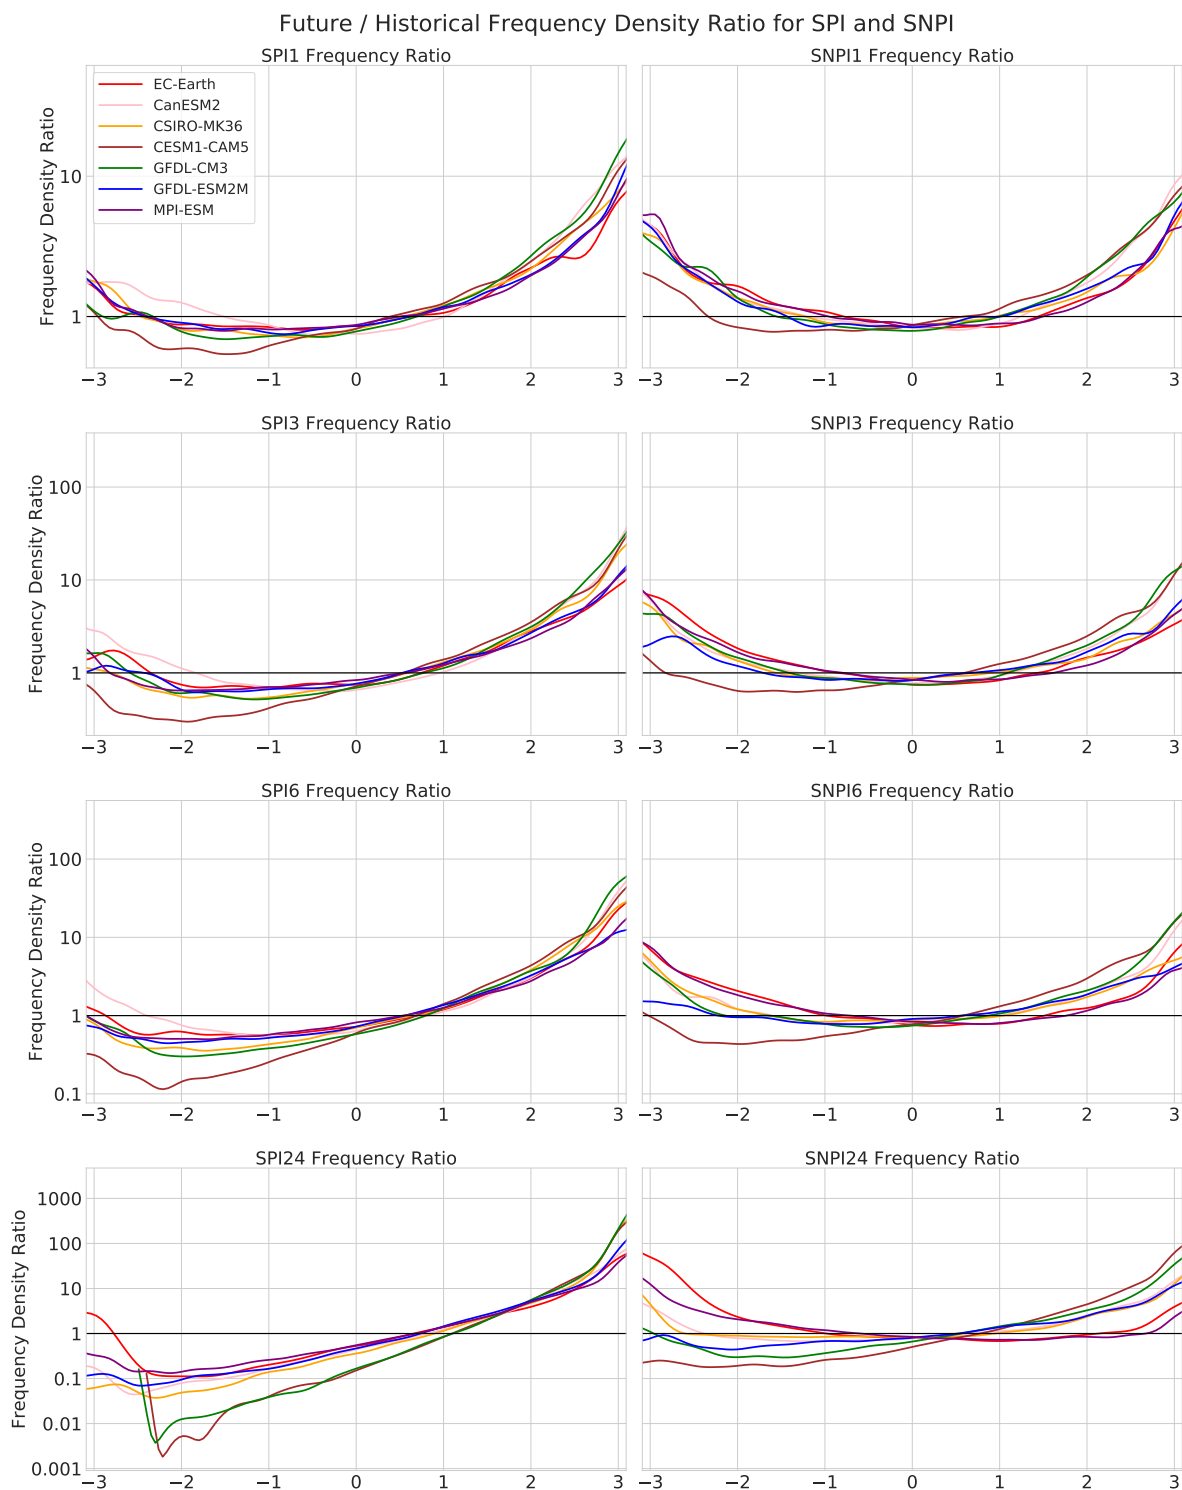 Future / Historical Frequency Density Ratio for SPI and SNPI
SPI1 Frequency Ratio
SNPI1 Frequency Ratio
EC-Earth
CanESM2
CSIRO-MK36
CESM1-CAM5
GFDL-CM3
GFDL-ESM2M
MPI-ESM
Frequency Density Ratio
10
1
−3 −2 −1 0 1 2 3
−3 −2 −1 0 1 2 3
SPI3 Frequency Ratio
SNPI3 Frequency Ratio
Frequency Density Ratio
100
10
1
−3 −2 −1 0 1 2 3
−3 −2 −1 0 1 2 3
SPI6 Frequency Ratio
SNPI6 Frequency Ratio
Frequency Density Ratio
100
10
1
0.1
−3 −2 −1 0 1 2 3
−3 −2 −1 0 1 2 3
SPI24 Frequency Ratio
SNPI24 Frequency Ratio
Frequency Density Ratio
1000
100
10
1
0.1
0.01
0.001
−3 −2 −1 0 1 2 3
−3 −2 −1 0 1 2 3